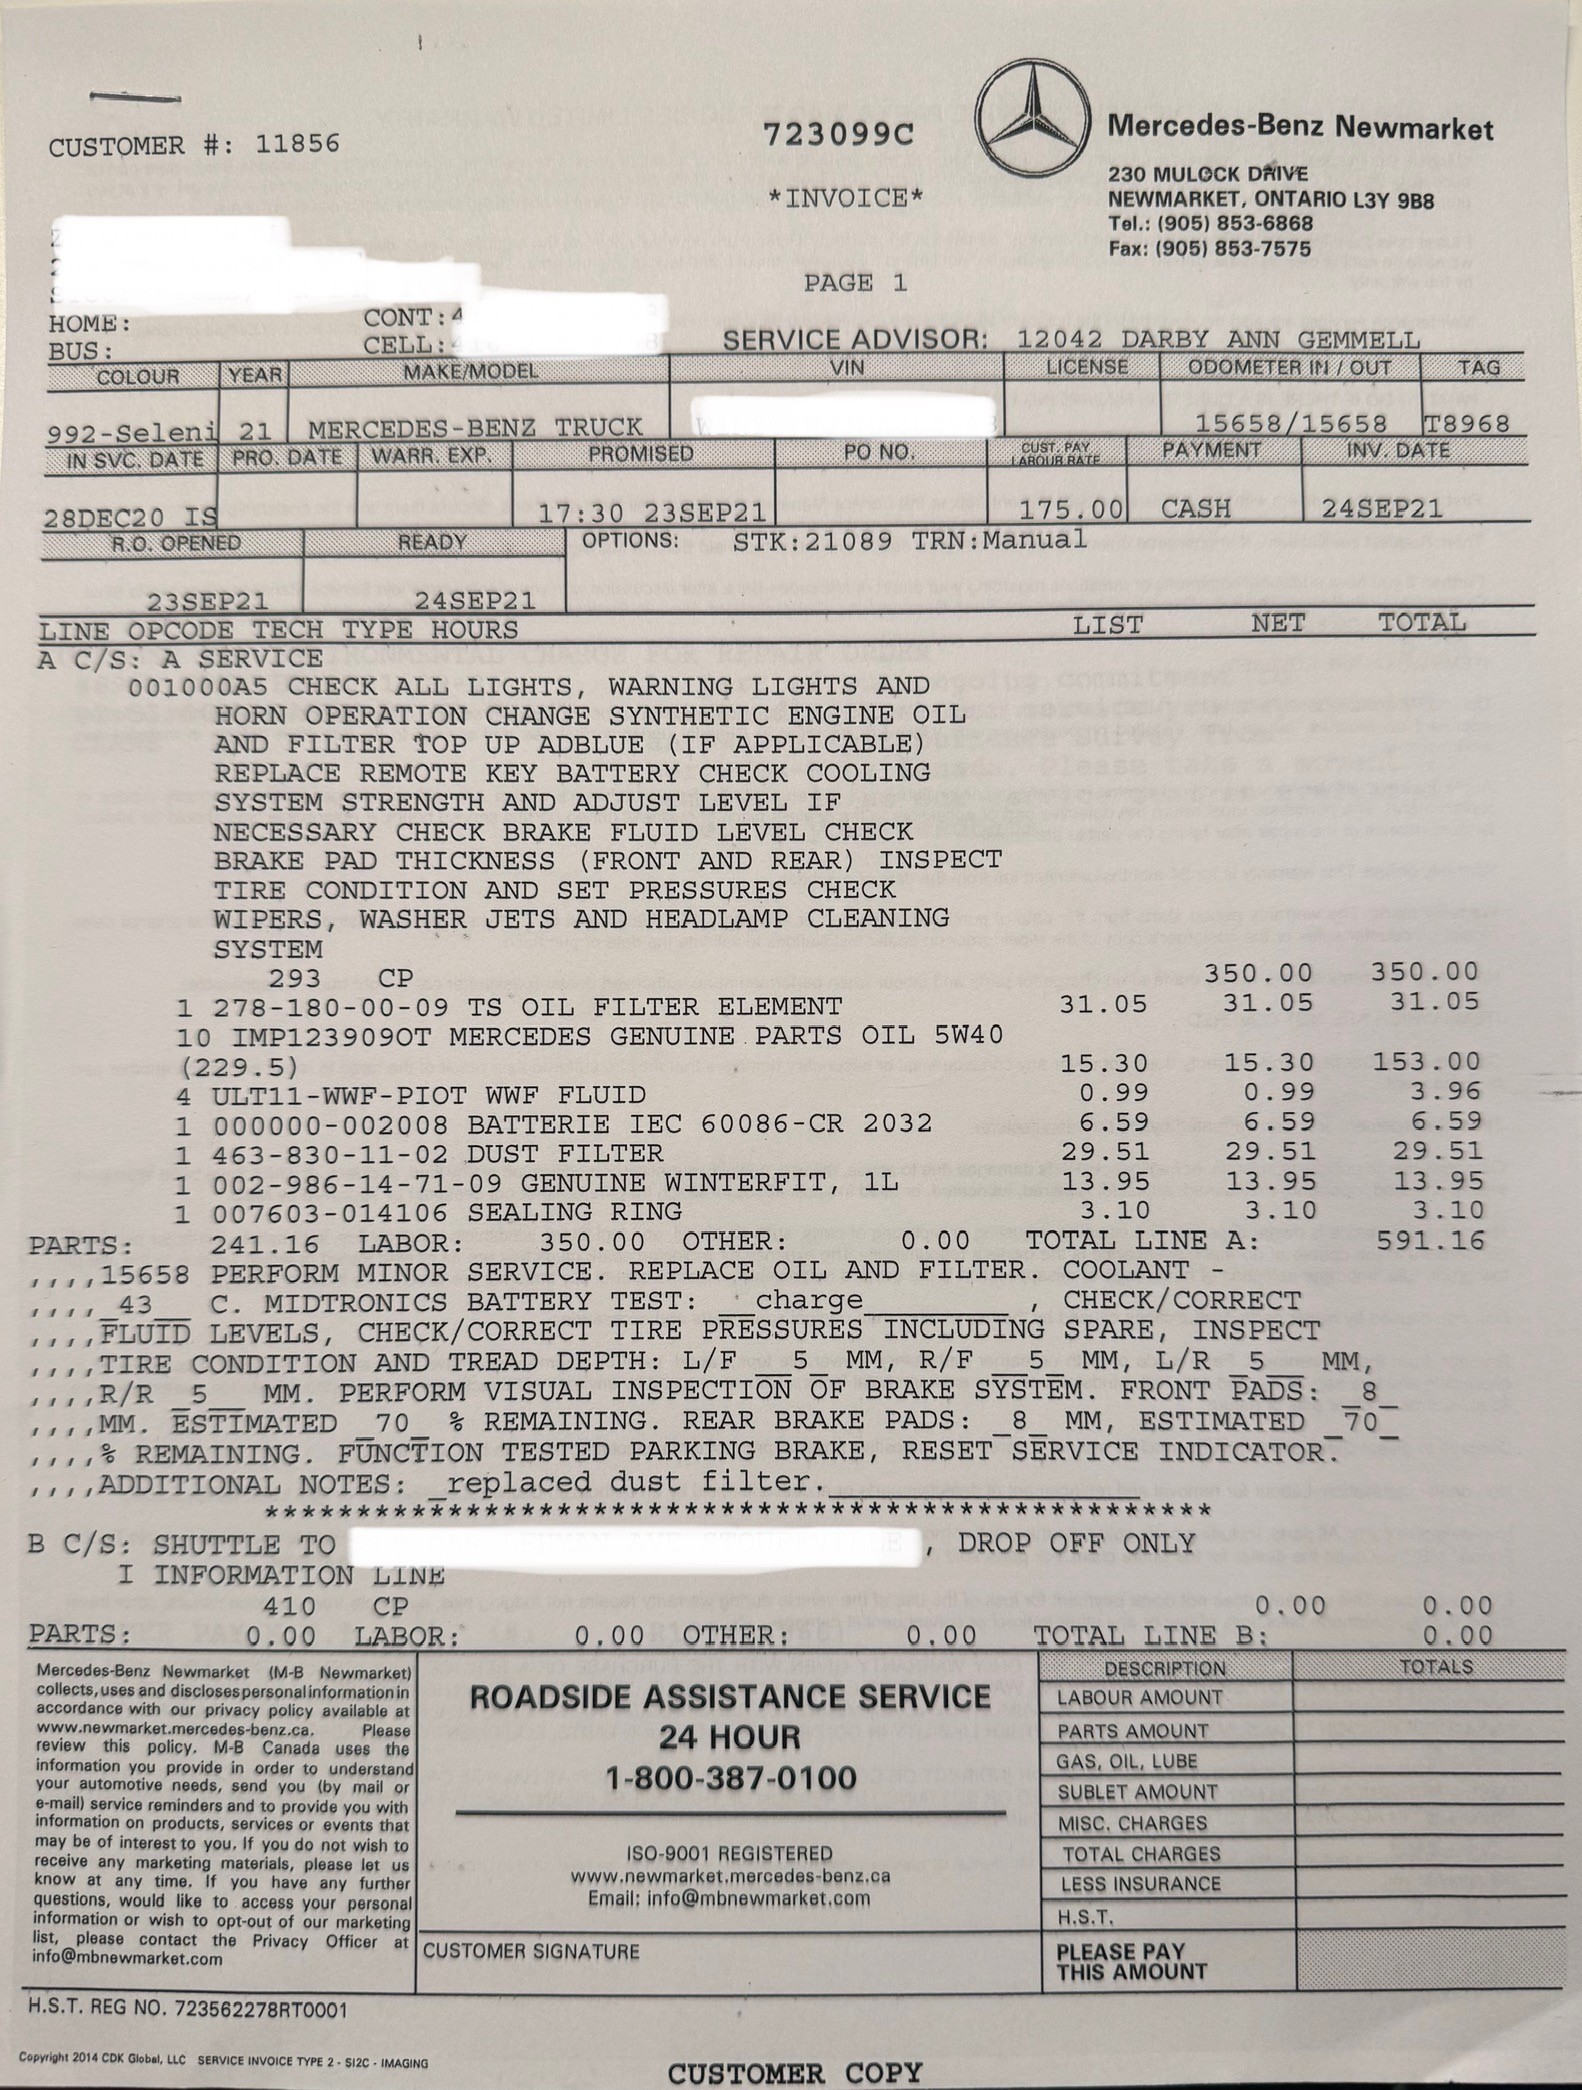 CUSTOMER #: 11856
723099C
*INVOICE*
Mercedes-Benz Newmarket
230 MULOCK DRIVE
NEWMARKET, ONTARIO L3Y 9B8
Tel.: (905) 853-6868
Fax: (905) 853-7575
PAGE 1
HOME: CONT:
BUS: CELL:
SERVICE ADVISOR: 12042 DARBY ANN GEMMELL
COLOUR YEAR MAKE/MODEL VIN LICENSE ODOMETER IN / OUT TAG
992-Seleni 21 MERCEDES-BENZ TRUCK 15658/15658 T8968
IN SVC. DATE PRO. DATE WARR. EXP. PROMISED PO NO. CUST. PAY LABOUR RATE PAYMENT INV. DATE
28DEC20 IS 17:30 23SEP21 175.00 CASH 24SEP21
R.O. OPENED READY OPTIONS: STK:21089 TRN:Manual
23SEP21 24SEP21
LINE OPCODE TECH TYPE HOURS LIST NET TOTAL
A C/S: A SERVICE
001000A5 CHECK ALL LIGHTS, WARNING LIGHTS AND
HORN OPERATION CHANGE SYNTHETIC ENGINE OIL
AND FILTER TOP UP ADBLUE (IF APPLICABLE)
REPLACE REMOTE KEY BATTERY CHECK COOLING
SYSTEM STRENGTH AND ADJUST LEVEL IF
NECESSARY CHECK BRAKE FLUID LEVEL CHECK
BRAKE PAD THICKNESS (FRONT AND REAR) INSPECT
TIRE CONDITION AND SET PRESSURES CHECK
WIPERS, WASHER JETS AND HEADLAMP CLEANING
SYSTEM
293 CP 350.00 350.00
1 278-180-00-09 TS OIL FILTER ELEMENT 31.05 31.05 31.05
10 IMP123909OT MERCEDES GENUINE PARTS OIL 5W40
(229.5) 15.30 15.30 153.00
4 ULT11-WWF-PIOT WWF FLUID 0.99 0.99 3.96
1 000000-002008 BATTERIE IEC 60086-CR 2032 6.59 6.59 6.59
1 463-830-11-02 DUST FILTER 29.51 29.51 29.51
1 002-986-14-71-09 GENUINE WINTERFIT, 1L 13.95 13.95 13.95
1 007603-014106 SEALING RING 3.10 3.10 3.10
PARTS: 241.16 LABOR: 350.00 OTHER: 0.00 TOTAL LINE A: 591.16
,,,,15658 PERFORM MINOR SERVICE. REPLACE OIL AND FILTER. COOLANT -
,,,,_43__ C. MIDTRONICS BATTERY TEST: __charge________ , CHECK/CORRECT
,,,,FLUID LEVELS, CHECK/CORRECT TIRE PRESSURES INCLUDING SPARE, INSPECT
,,,,TIRE CONDITION AND TREAD DEPTH: L/F __5_ MM, R/F __5_ MM, L/R _5__ MM,
,,,,R/R _5__ MM. PERFORM VISUAL INSPECTION OF BRAKE SYSTEM. FRONT PADS: _8_
,,,,MM. ESTIMATED _70_ % REMAINING. REAR BRAKE PADS: _8_ MM, ESTIMATED _70_
,,,,% REMAINING. FUNCTION TESTED PARKING BRAKE, RESET SERVICE INDICATOR.
,,,,ADDITIONAL NOTES: _replaced dust filter._________________
****************************************************
B C/S: SHUTTLE TO , DROP OFF ONLY
I INFORMATION LINE
410 CP 0.00 0.00
PARTS: 0.00 LABOR: 0.00 OTHER: 0.00 TOTAL LINE B: 0.00
Mercedes-Benz Newmarket (M-B Newmarket)
collects, uses and discloses personal information in
accordance with our privacy policy available at
www.newmarket.mercedes-benz.ca. Please
review this policy. M-B Canada uses the
information you provide in order to understand
your automotive needs, send you (by mail or
e-mail) service reminders and to provide you with
information on products, services or events that
may be of interest to you. If you do not wish to
receive any marketing materials, please let us
know at any time. If you have any further
questions, would like to access your personal
information or wish to opt-out of our marketing
list, please contact the Privacy Officer at
info@mbnewmarket.com
ROADSIDE ASSISTANCE SERVICE
24 HOUR
1-800-387-0100
ISO-9001 REGISTERED
www.newmarket.mercedes-benz.ca
Email: info@mbnewmarket.com
CUSTOMER SIGNATURE
DESCRIPTION TOTALS
LABOUR AMOUNT
PARTS AMOUNT
GAS, OIL, LUBE
SUBLET AMOUNT
MISC. CHARGES
TOTAL CHARGES
LESS INSURANCE
H.S.T.
PLEASE PAY
THIS AMOUNT
H.S.T. REG NO. 723562278RT0001
Copyright 2014 CDK Global, LLC SERVICE INVOICE TYPE 2 - SI2C - IMAGING
CUSTOMER COPY